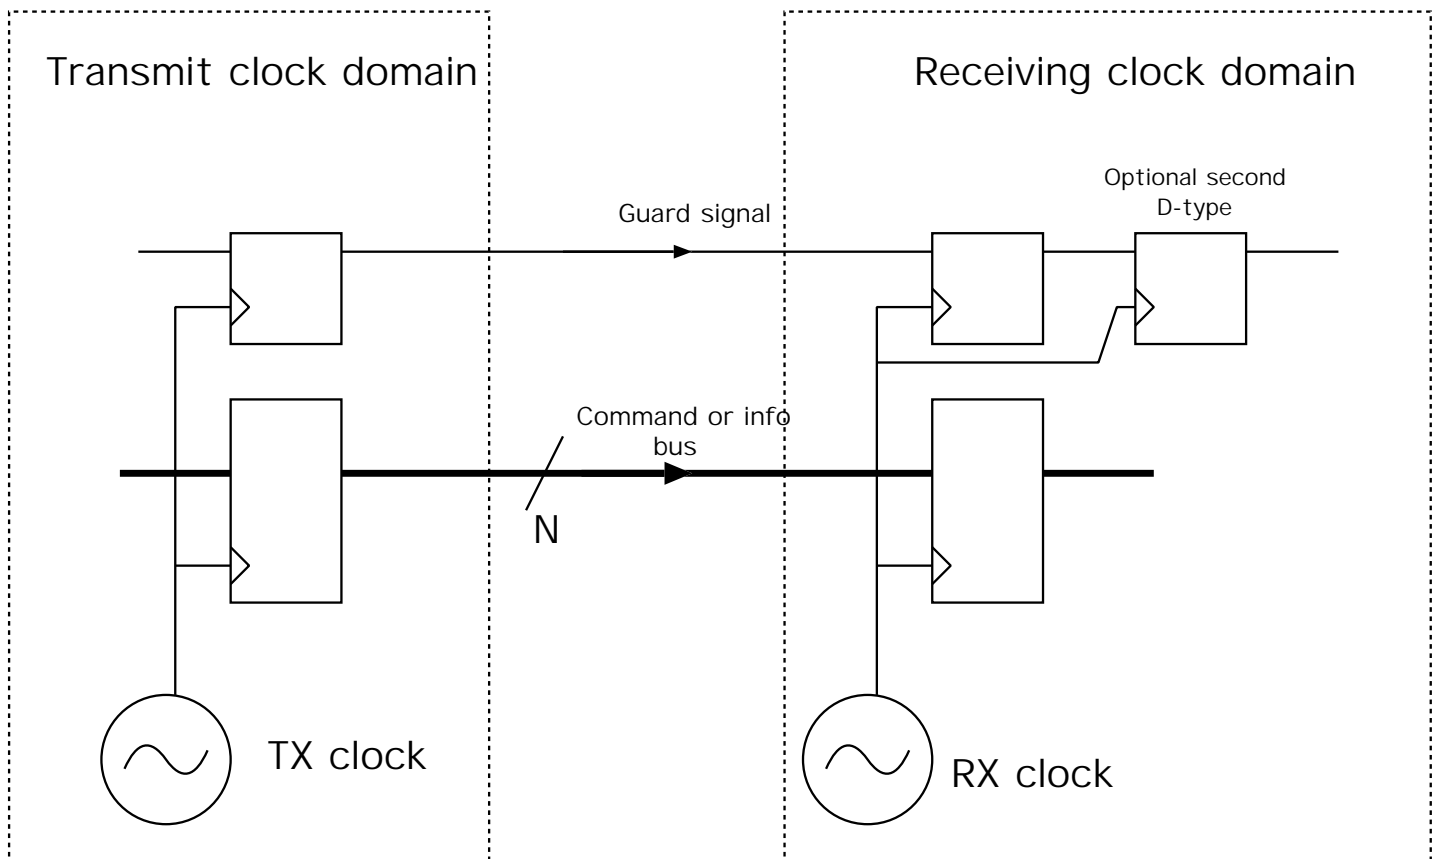 Transmit clock domain
Receiving clock domain
Optional second
D-type
Guard signal
Command or info
bus
N
TX clock
RX clock